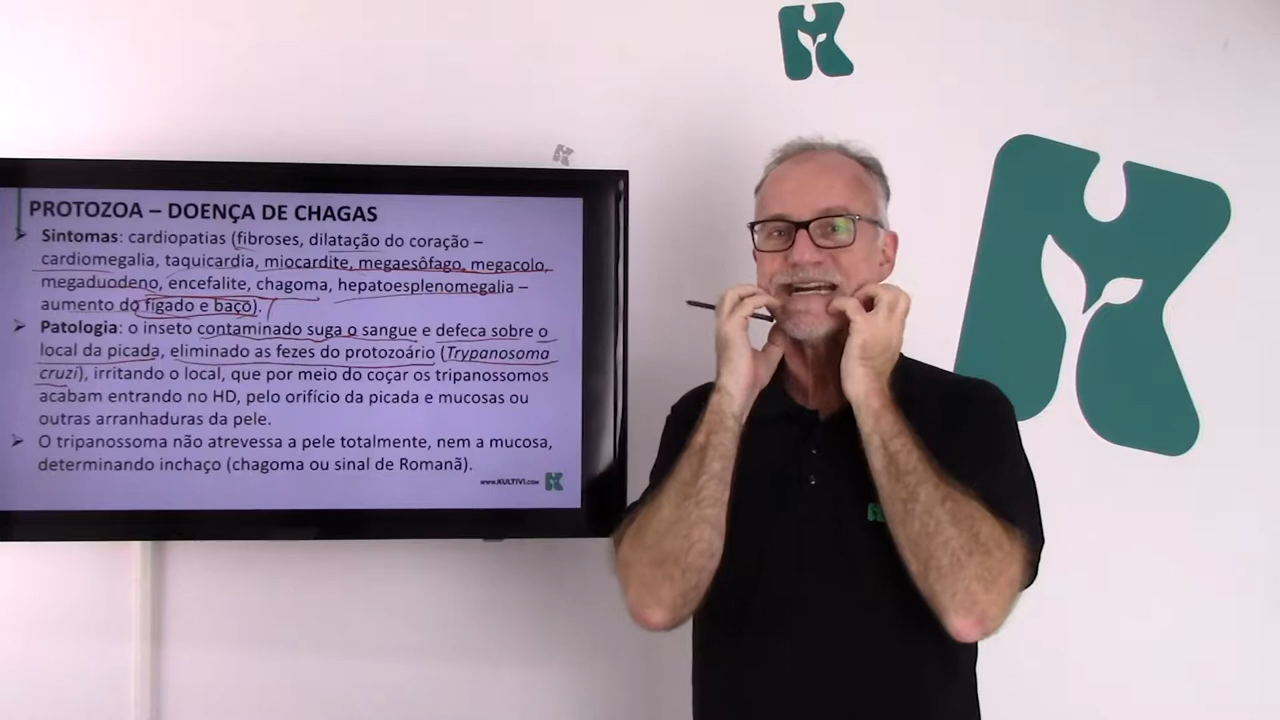 PROTOZOA – DOENÇA DE CHAGAS
Sintomas: cardiopatias (fibroses, dilatação do coração –
cardiomegalia, taquicardia, miocardite, megaesôfago, megacolo,
megaduodeno, encefalite, chagoma, hepatoesplenomegalia –
aumento do fígado e baço).
Patologia: o inseto contaminado suga o sangue e defeca sobre o
local da picada, eliminado as fezes do protozoário (Trypanosoma
cruzi), irritando o local, que por meio do coçar os tripanossomos
acabam entrando no HD, pelo orifício da picada e mucosas ou
outras arranhaduras da pele.
O tripanossoma não atrevessa a pele totalmente, nem a mucosa,
determinando inchaço (chagoma ou sinal de Romanã).
www.KULTIVI.com